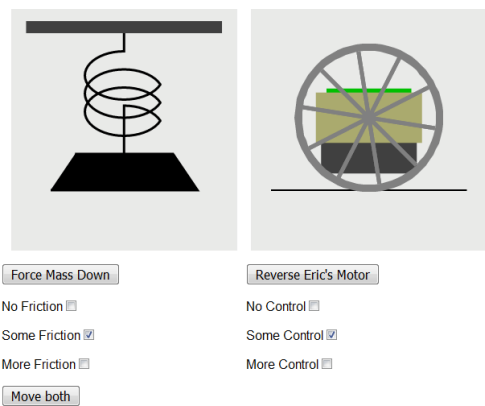 Force Mass Down
Reverse Eric's Motor
No Friction
No Control
Some Friction
Some Control
More Friction
More Control
Move both